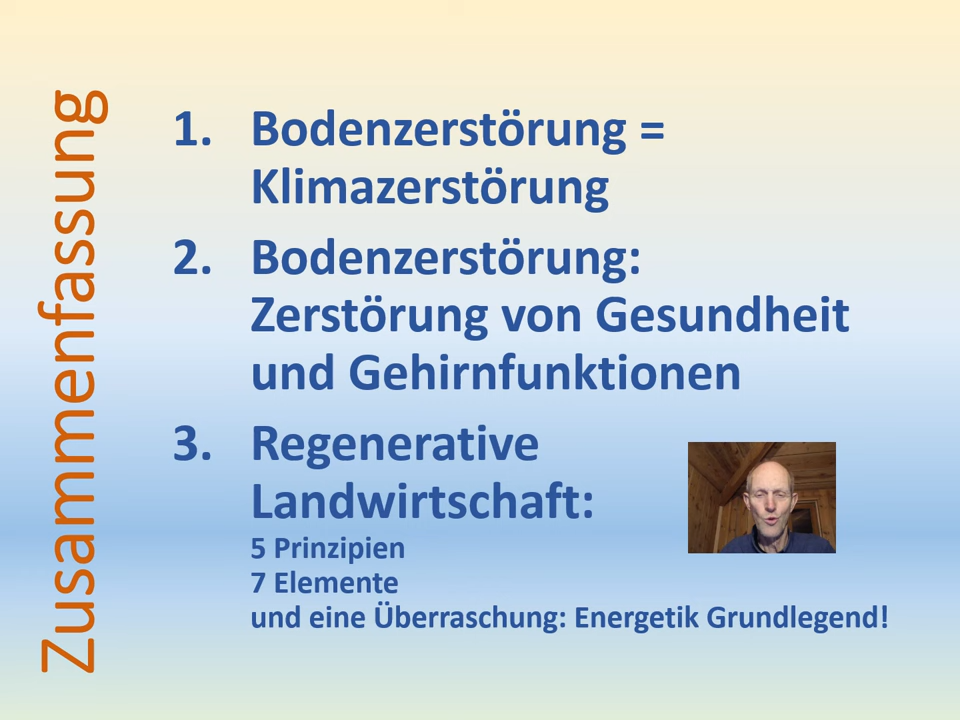 Zusammenfassung
1. Bodenzerstörung =
Klimazerstörung
2. Bodenzerstörung:
Zerstörung von Gesundheit
und Gehirnfunktionen
3. Regenerative
Landwirtschaft:
5 Prinzipien
7 Elemente
und eine Überraschung: Energetik Grundlegend!